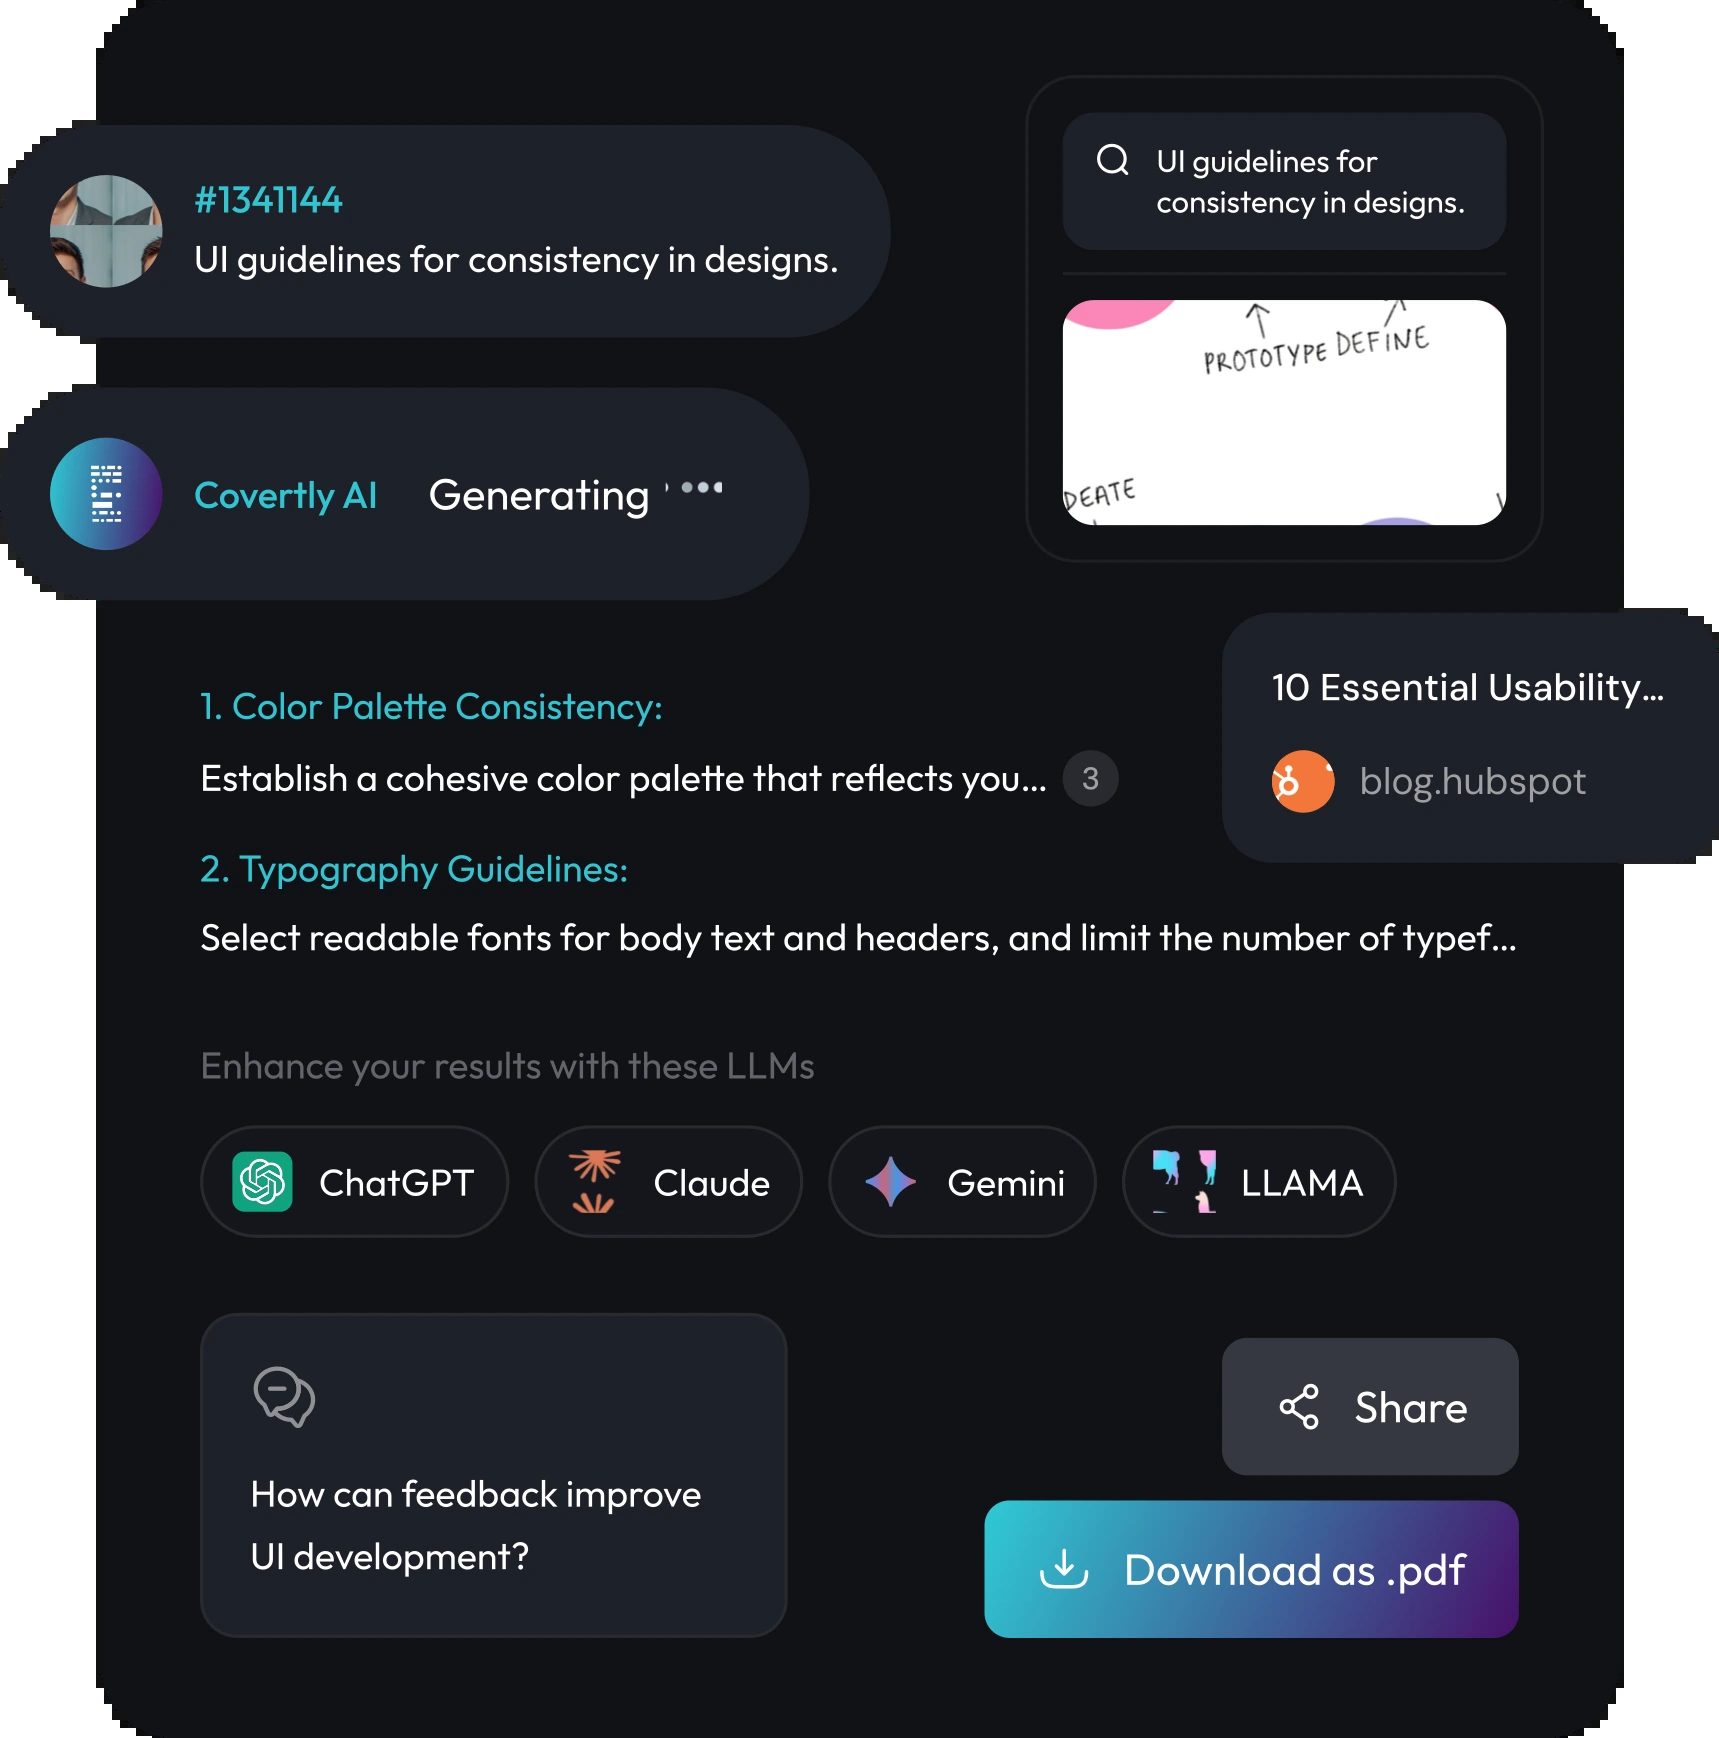 #1341144
UI guidelines for consistency in designs.
Covertly AI Generating
UI guidelines for
consistency in designs.
PROTOTYPE DEFINE
DEATE
10 Essential Usability...
blog.hubspot
1. Color Palette Consistency:
Establish a cohesive color palette that reflects you... 3
2. Typography Guidelines:
Select readable fonts for body text and headers, and limit the number of typef...
Enhance your results with these LLMs
ChatGPT Claude Gemini LLAMA
How can feedback improve
UI development?
Share
Download as .pdf